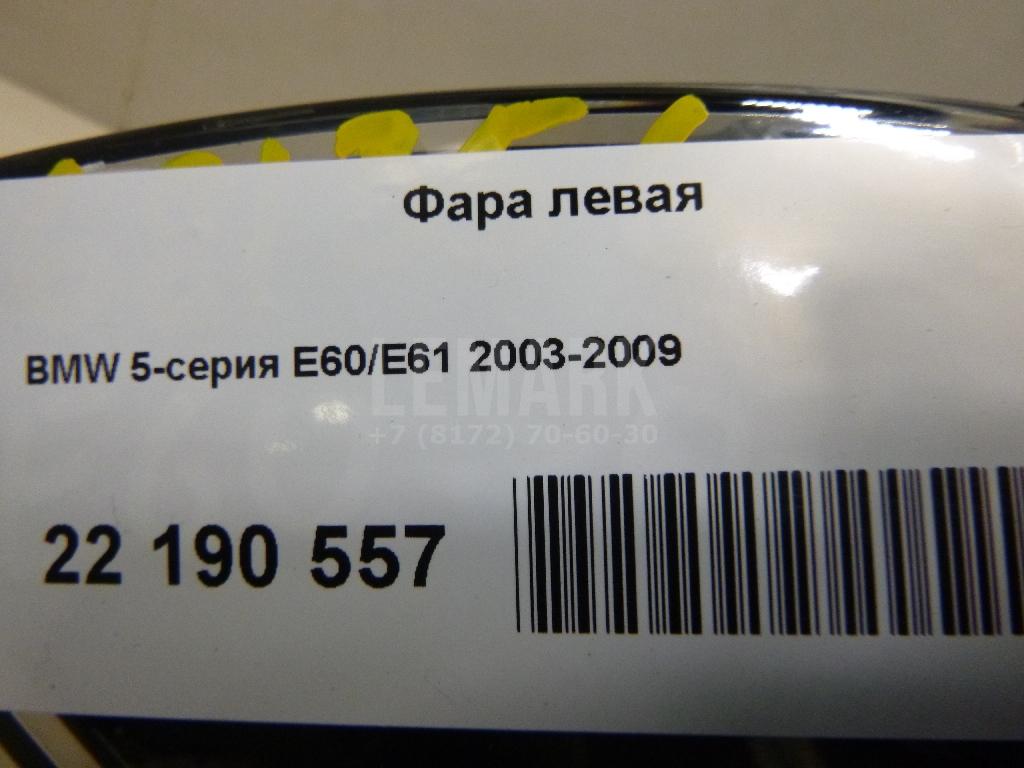 Фара левая
BMW 5-серия E60/E61 2003-2009
LEMARK
+7 (8172) 70-60-30
22 190 557